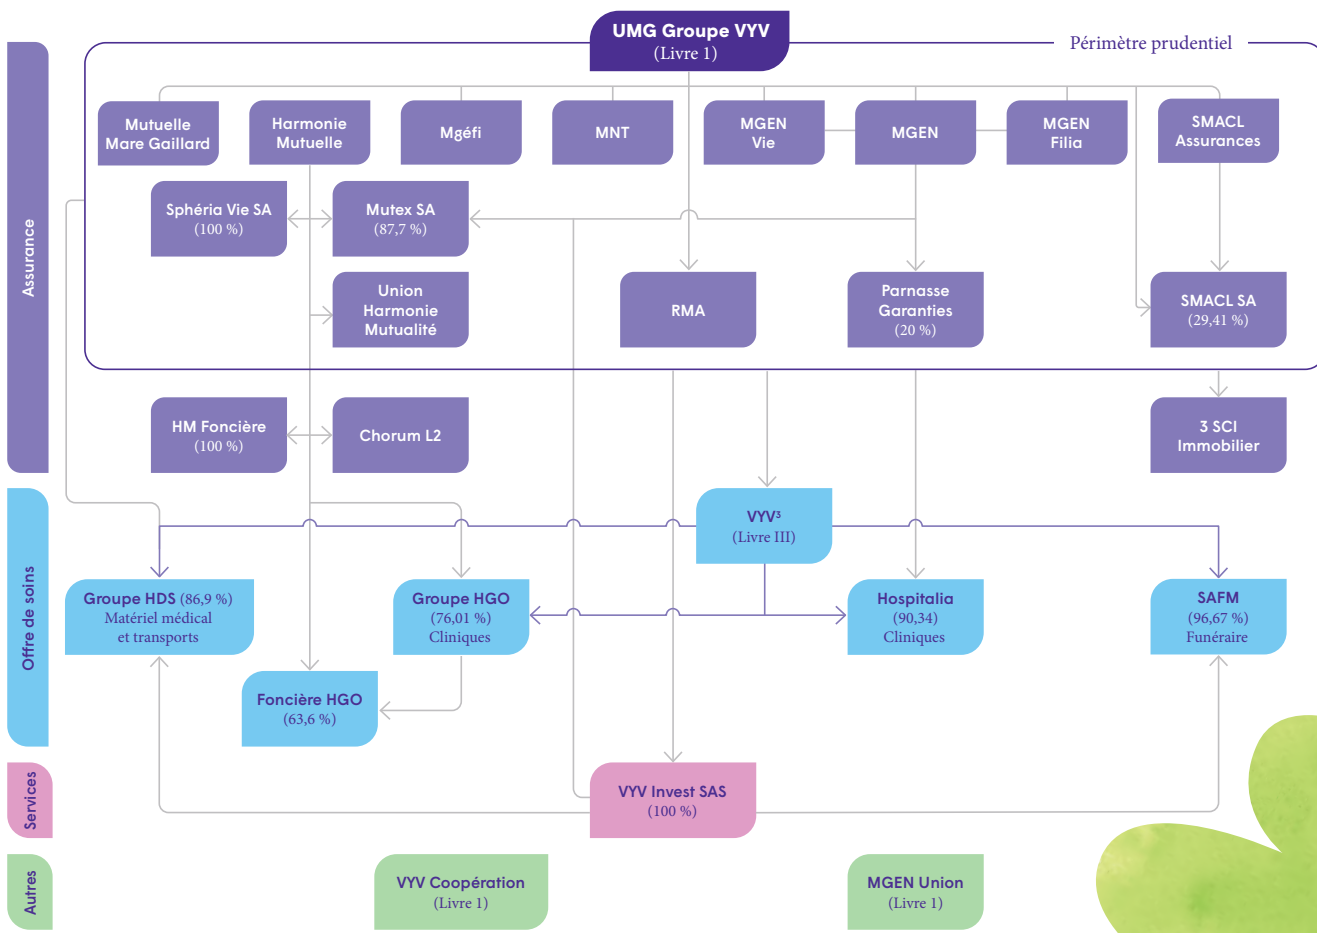 UMG Groupe VYV
(Livre 1)
Périmètre prudentiel
Assurance
Mutuelle
Mare Gaillard
Harmonie
Mutuelle
Mgéfi
MNT
MGEN
Vie
MGEN
MGEN
Filia
SMACL
Assurances
Sphéria Vie SA
(100 %)
Mutex SA
(87,7 %)
Union
Harmonie
Mutualité
RMA
Parnasse
Garanties
(20 %)
SMACL SA
(29,41 %)
HM Foncière
(100 %)
Chorum L2
3 SCI
Immobilier
Offre de soins
VYV³
(Livre III)
Groupe HDS (86,9 %)
Matériel médical
et transports
Groupe HGO
(76,01 %)
Cliniques
Hospitalia
(90,34)
Cliniques
SAFM
(96,67 %)
Funéraire
Foncière HGO
(63,6 %)
Services
VYV Invest SAS
(100 %)
Autres
VYV Coopération
(Livre 1)
MGEN Union
(Livre 1)